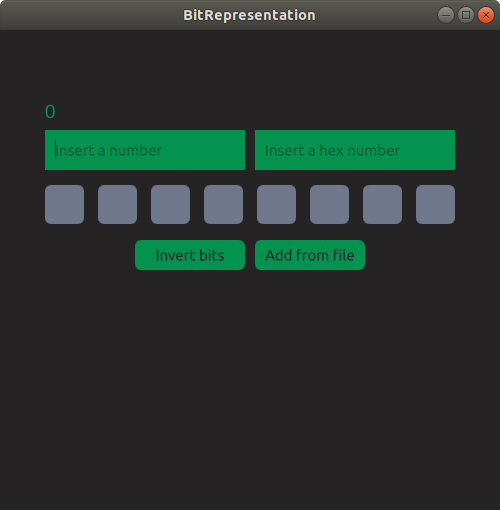 BitRepresentation
0
Insert a number Insert a hex number
Invert bits Add from file